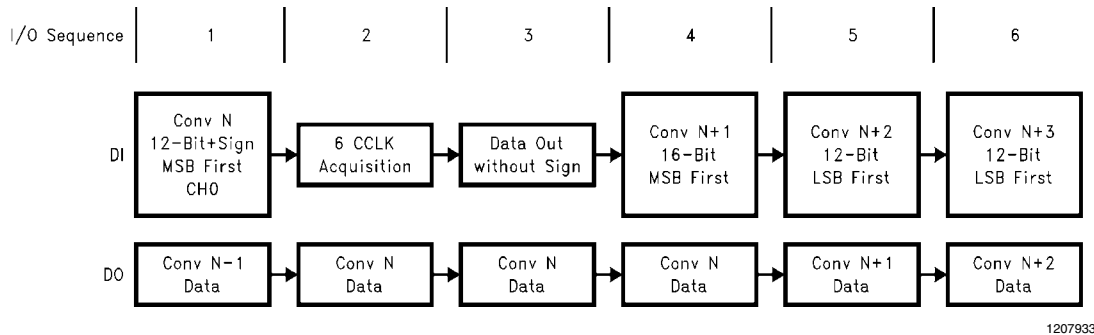 I/O Sequence 1 2 3 4 5 6
DI
Conv N
12-Bit+Sign
MSB First
CH0
6 CCLK
Acquisition
Data Out
without Sign
Conv N+1
16-Bit
MSB First
Conv N+2
12-Bit
LSB First
Conv N+3
12-Bit
LSB First
DO
Conv N-1
Data
Conv N
Data
Conv N
Data
Conv N
Data
Conv N+1
Data
Conv N+2
Data
1207933